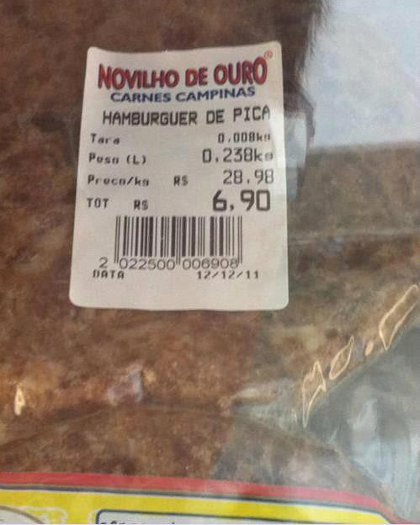 NOVILHO DE OURO®
CARNES CAMPINAS
HAMBURGUER DE PICA
Tara 0.008kg
Peso (L) 0.238kg
Preco/kg R$ 28.98
TOT R$ 6.90
2 022500 006908
DATA 12/12/11